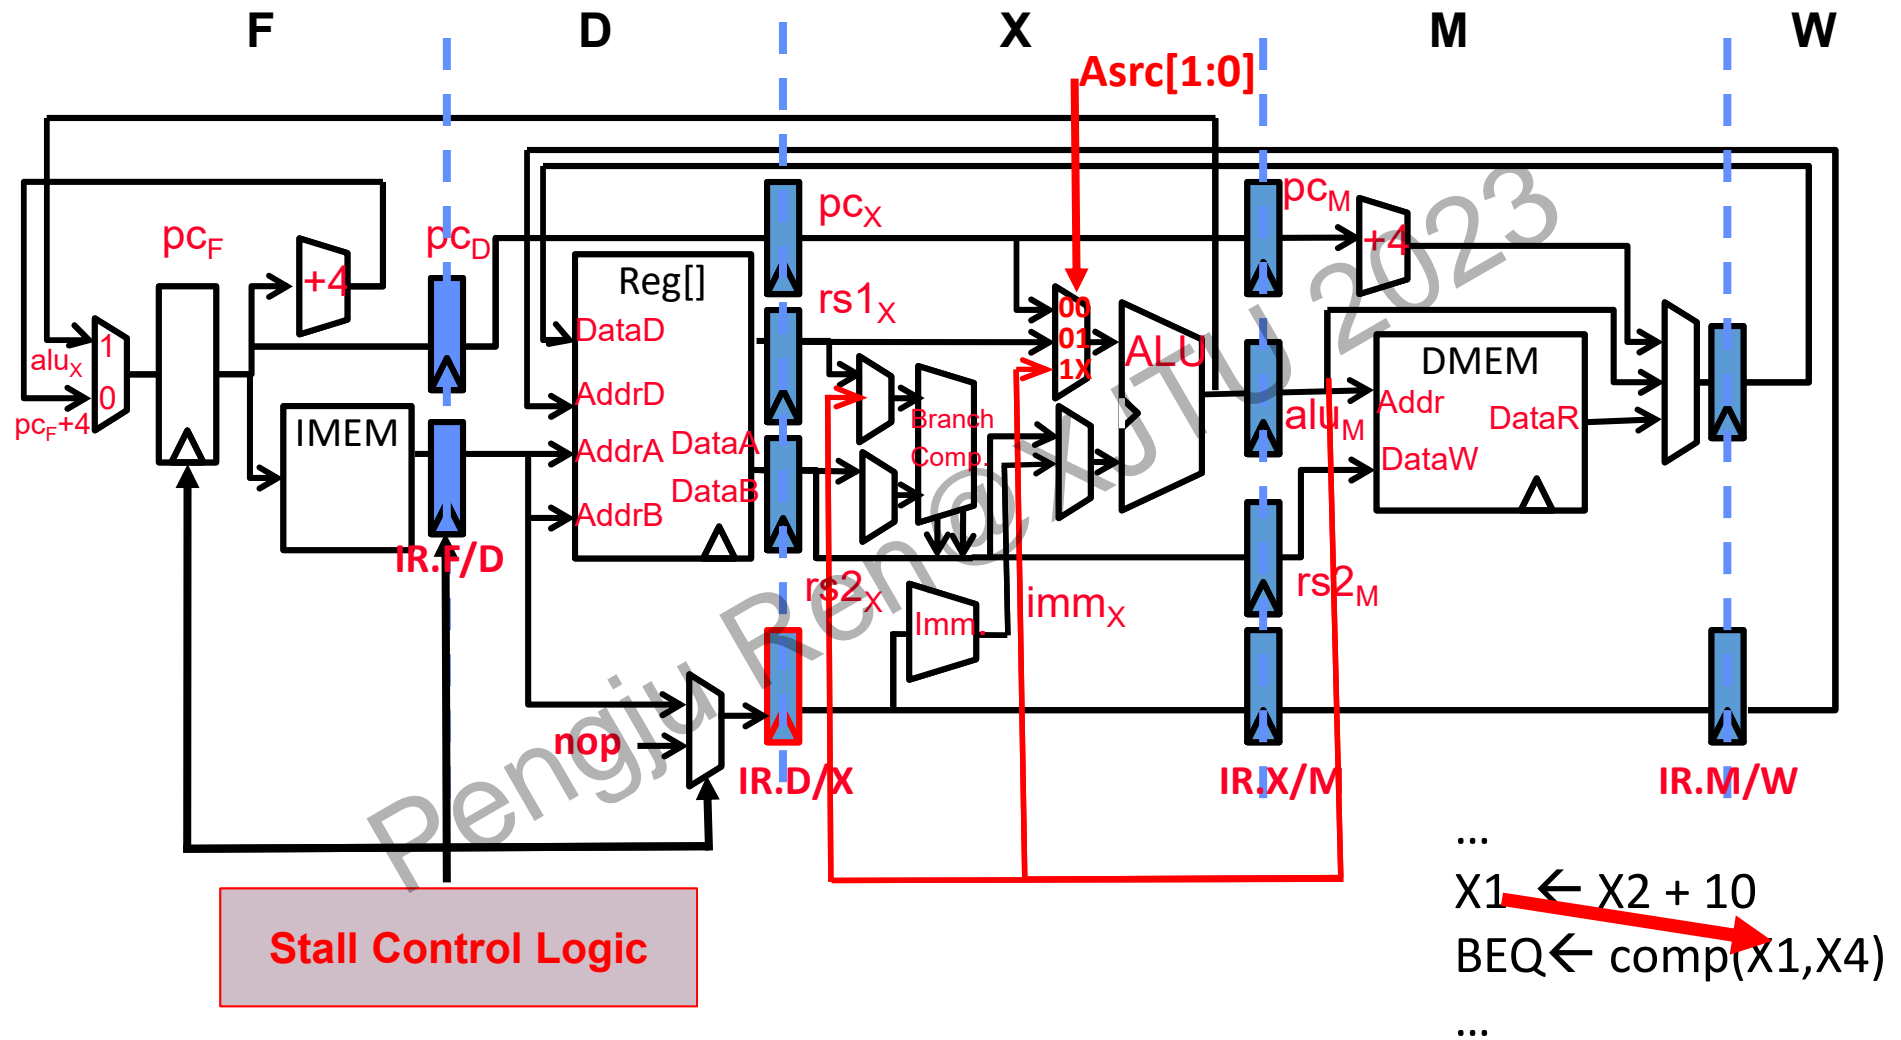 F
D
X
M
W
Asrc[1:0]
pcF
pcD
pcX
pcM
+4
+4
Reg[]
rs1X
00
01
1X
DataD
ALU
DMEM
1
aluX
0
pcF+4
AddrD
Addr
aluM
DataR
IMEM
Branch
Comp.
AddrA
DataA
DataW
DataB
AddrB
IR.F/D
rs2X
immX
rs2M
Imm.
nop
IR.D/X
IR.X/M
IR.M/W
Pengju Ren@ XJTU 2023
...
X1 ← X2 + 10
BEQ← comp(X1,X4)
...
Stall Control Logic